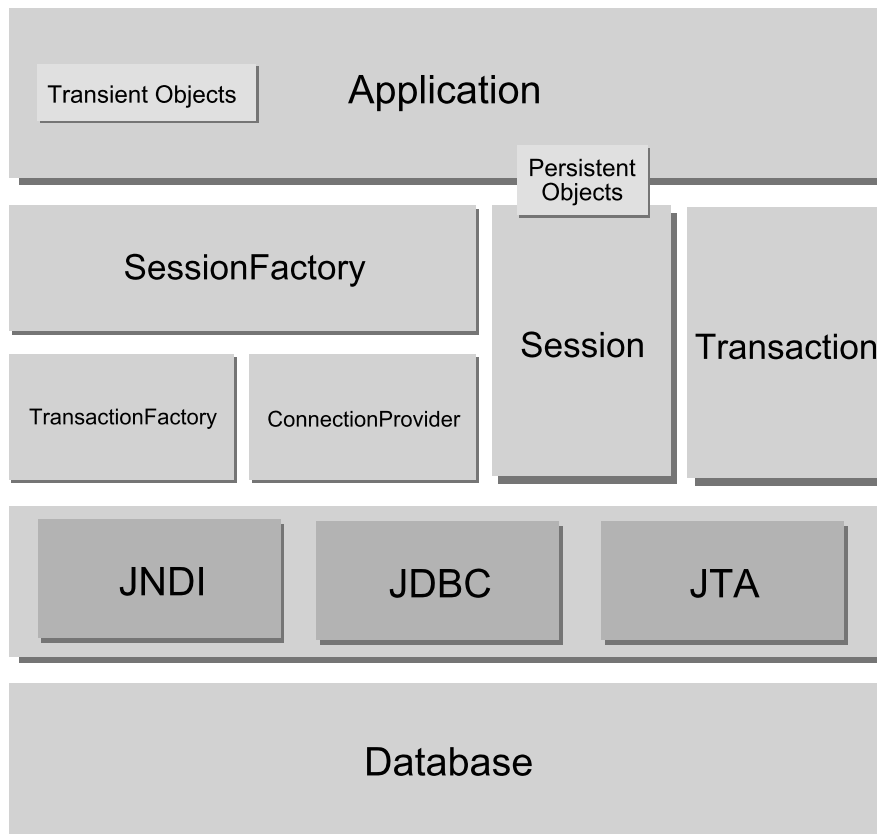 Transient Objects
Application
Persistent
Objects
SessionFactory
Session
Transaction
TransactionFactory
ConnectionProvider
JNDI
JDBC
JTA
Database